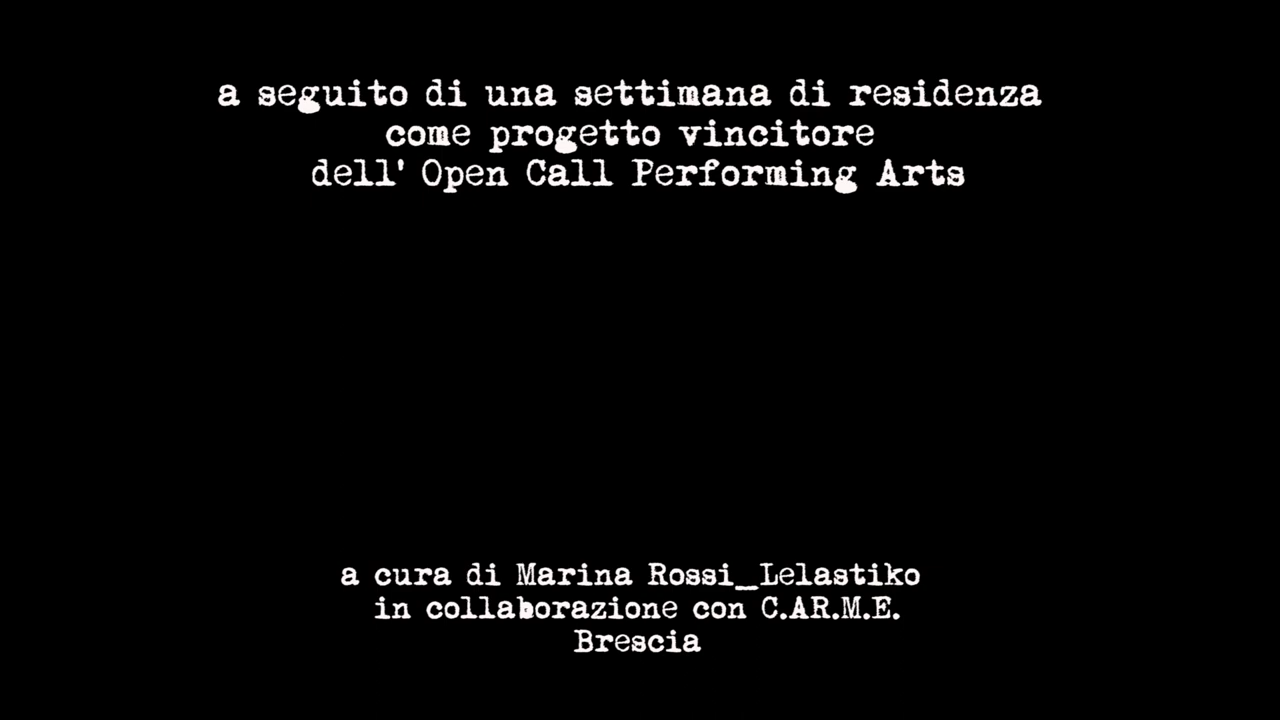 a seguito di una settimana di residenza
come progetto vincitore
dell' Open Call Performing Arts
a cura di Marina Rossi_Lelastiko
in collaborazione con C.AR.M.E.
Brescia